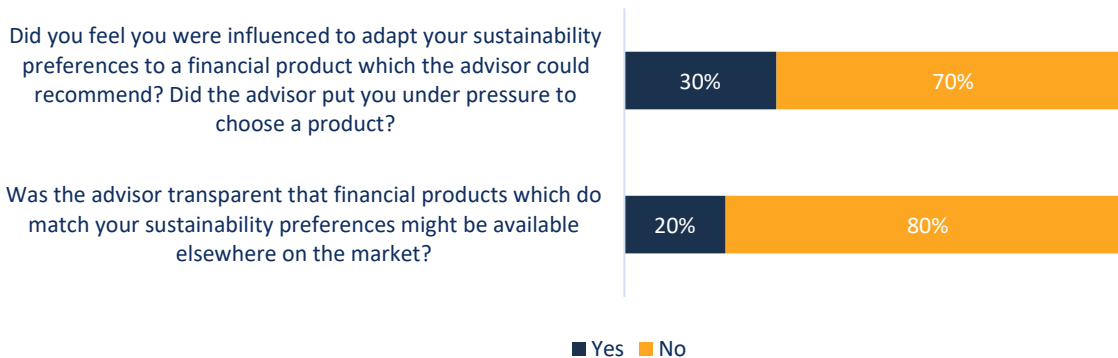 Did you feel you were influenced to adapt your sustainability
preferences to a financial product which the advisor could
recommend? Did the advisor put you under pressure to
choose a product?
30%
70%
Was the advisor transparent that financial products which do
match your sustainability preferences might be available
elsewhere on the market?
20%
80%
Yes No